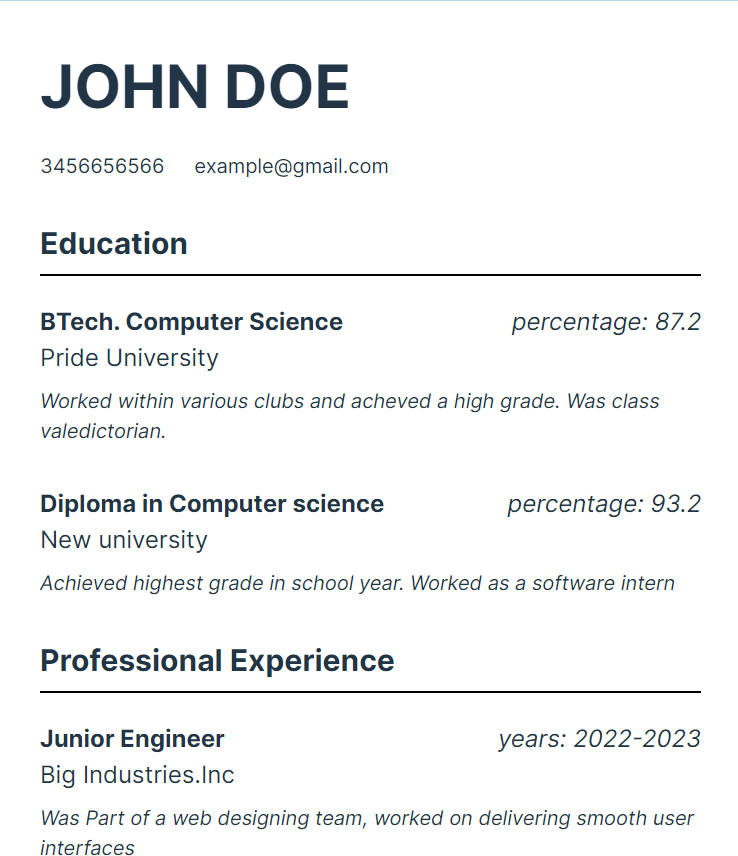 JOHN DOE
3456656566 example@gmail.com
Education
BTech. Computer Science percentage: 87.2
Pride University
Worked within various clubs and acheved a high grade. Was class
valedictorian.
Diploma in Computer science percentage: 93.2
New university
Achieved highest grade in school year. Worked as a software intern
Professional Experience
Junior Engineer years: 2022-2023
Big Industries.Inc
Was Part of a web designing team, worked on delivering smooth user
interfaces